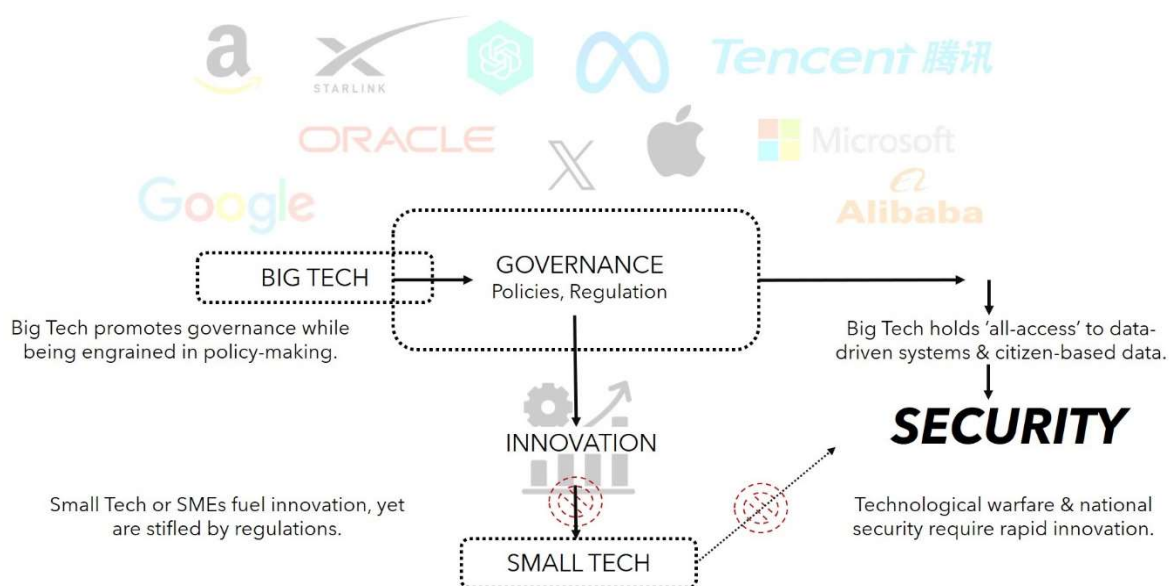 a
STARLINK
Tencent 腾讯
ORACLE
X
Microsoft
Google
Alibaba
BIG TECH
GOVERNANCE
Policies, Regulation
Big Tech promotes governance while
being engrained in policy-making.
Big Tech holds ‘all-access’ to data-
driven systems & citizen-based data.
INNOVATION
SECURITY
Small Tech or SMEs fuel innovation, yet
are stifled by regulations.
Technological warfare & national
security require rapid innovation.
SMALL TECH